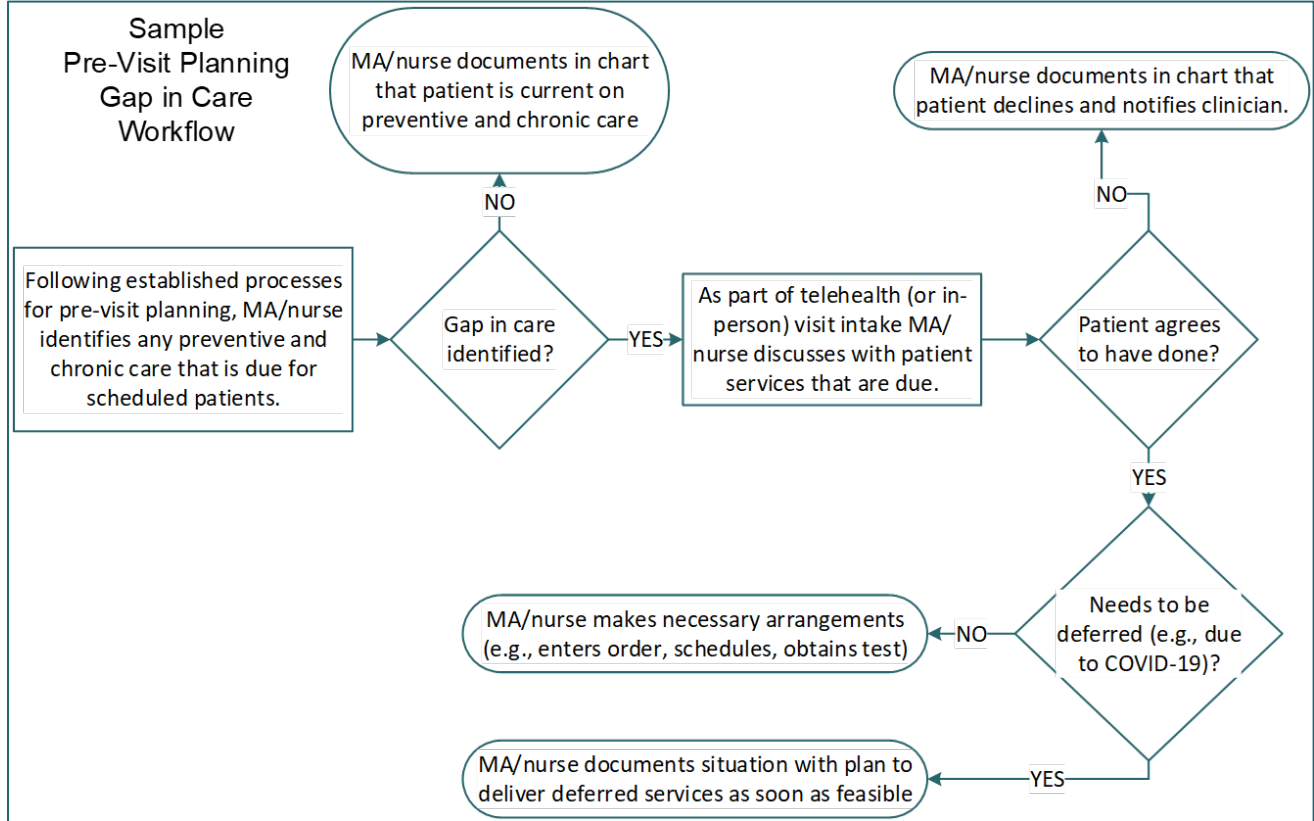 Sample
Pre-Visit Planning
Gap in Care
Workflow
MA/nurse documents in chart
that patient is current on
preventive and chronic care
MA/nurse documents in chart that
patient declines and notifies clinician.
NO
NO
Following established processes
for pre-visit planning, MA/nurse
identifies any preventive and
chronic care that is due for
scheduled patients.
Gap in care
identified?
YES
As part of telehealth (or in-
person) visit intake MA/
nurse discusses with patient
services that are due.
Patient agrees
to have done?
YES
Needs to be
deferred (e.g., due
to COVID-19)?
NO
MA/nurse makes necessary arrangements
(e.g., enters order, schedules, obtains test)
YES
MA/nurse documents situation with plan to
deliver deferred services as soon as feasible